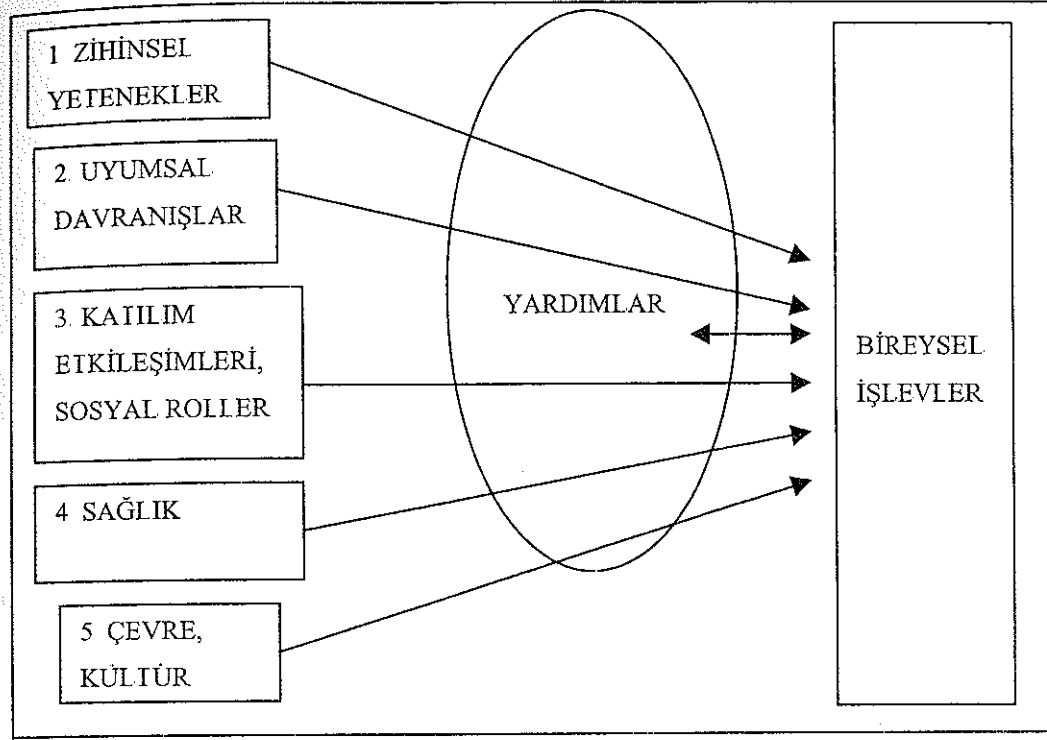 1 ZİHİNSEL
YETENEKLER
2. UYUMSAL
DAVRANIŞLAR
3. KATILIM
ETKİLEŞİMLERİ,
SOSYAL ROLLER
4 SAĞLIK
5 ÇEVRE,
KÜLTÜR
YARDIMLAR
BİREYSEL
İŞLEVLER